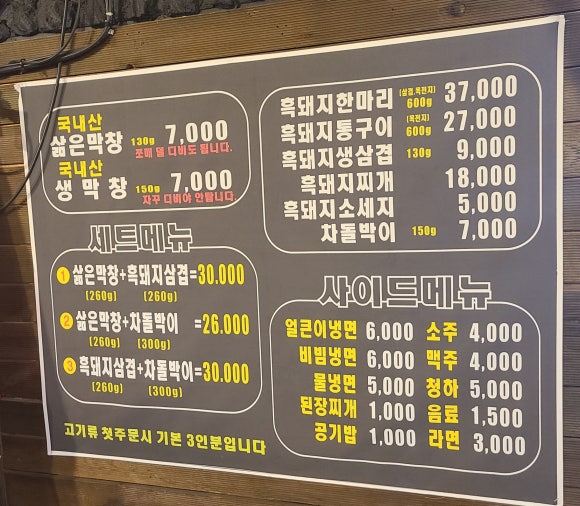 국내산
삶은막창 130g 7,000
쪼매 덜 디비도 됩니다.
국내산
생막창 150g 7,000
자꾸 디비야 안탑니다.
세트메뉴
1 삶은막창+흑돼지삼겹=30.000
(260g) (260g)
2 삶은막창+차돌박이 =26.000
(260g) (300g)
3 흑돼지삼겹+차돌박이=30.000
(260g) (300g)
고기류 첫주문시 기본 3인분입니다
흑돼지한마리 (삼겹,목전지) 600g 37,000
흑돼지통구이 (목전지) 600g 27,000
흑돼지생삼겹 130g 9,000
흑돼지찌개 18,000
흑돼지소세지 5,000
차돌박이 150g 7,000
사이드메뉴
얼큰이냉면 6,000 소주 4,000
비빔냉면 6,000 맥주 4,000
물냉면 5,000 청하 5,000
된장찌개 1,000 음료 1,500
공기밥 1,000 라면 3,000